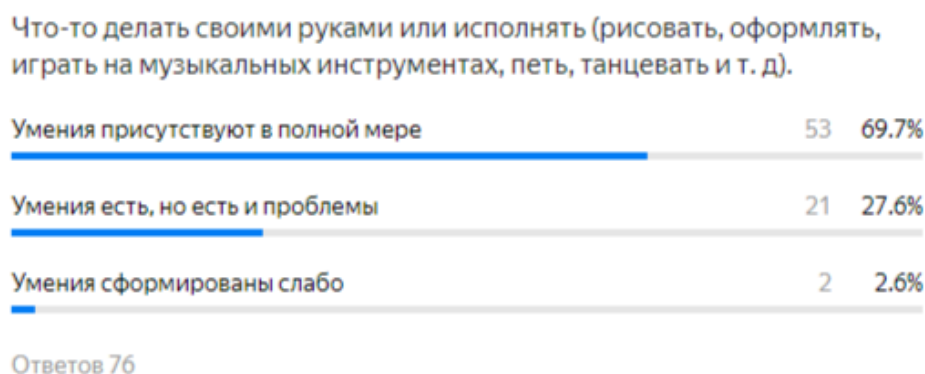 Что-то делать своими руками или исполнять (рисовать, оформлять,
играть на музыкальных инструментах, петь, танцевать и т. д).
Умения присутствуют в полной мере 53 69.7%
Умения есть, но есть и проблемы 21 27.6%
Умения сформированы слабо 2 2.6%
Ответов 76